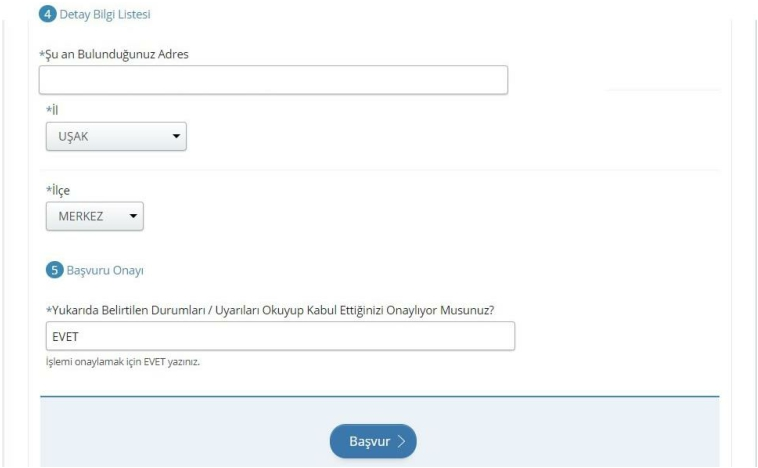 4 Detay Bilgi Listesi
*Şu an Bulunduğunuz Adres
*İl
UŞAK
*İlçe
MERKEZ
5 Başvuru Onayı
*Yukarıda Belirtilen Durumları / Uyarıları Okuyup Kabul Ettiğinizi Onaylıyor Musunuz?
EVET
İşlemi onaylamak için EVET yazınız.
Başvur